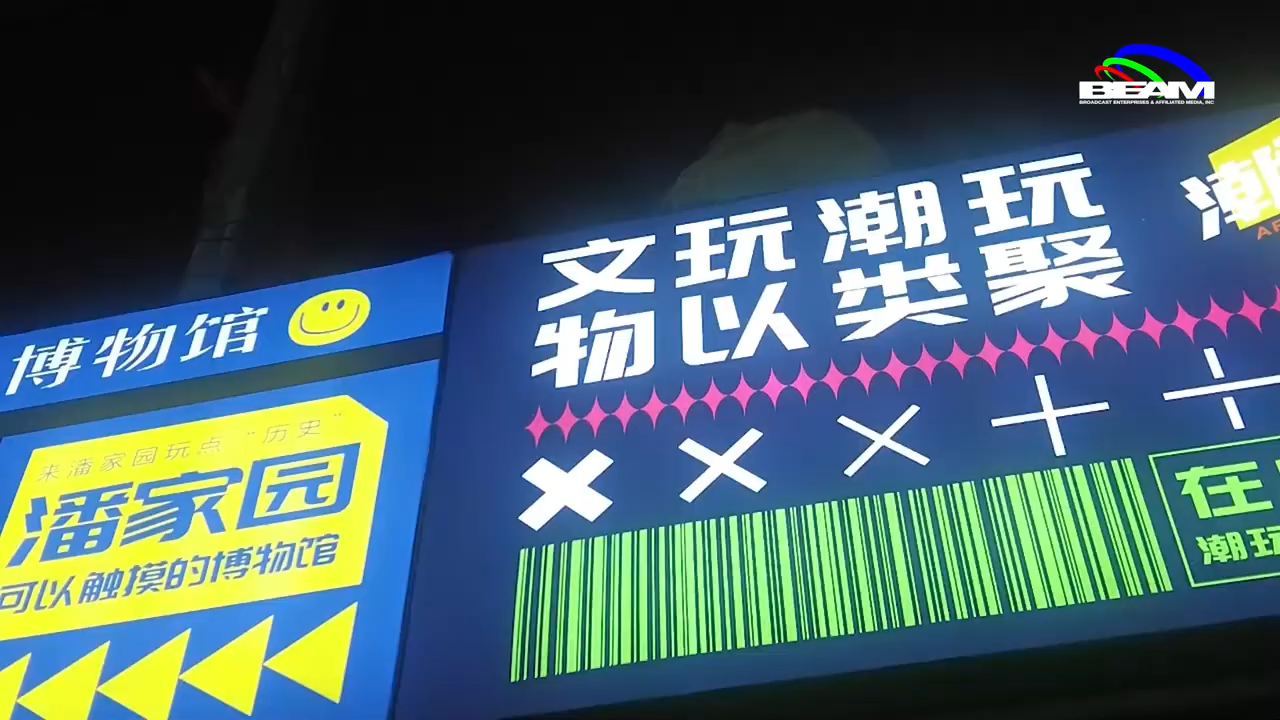 BEAM
BROADCAST ENTERPRISES & AFFILIATED MEDIA, INC
博物馆
来潘家园玩点“历史”
潘家园
可以触摸的博物馆
文玩潮玩
物以类聚
潮
在
潮玩